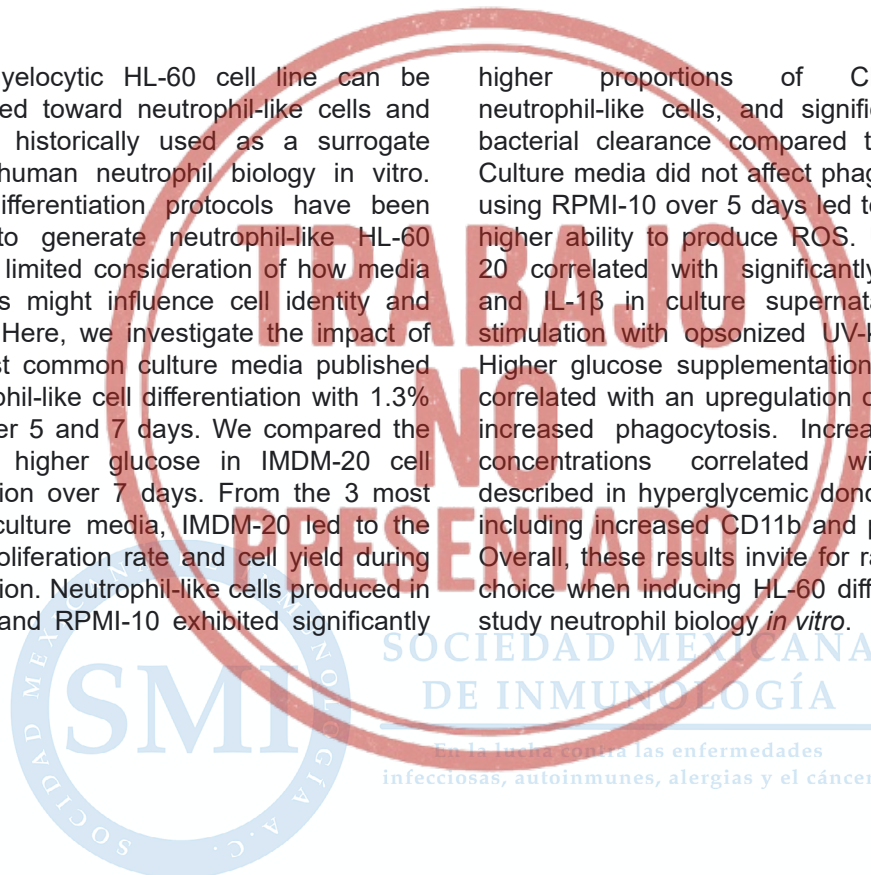 yelocytic HL-60 cell line can be
ed toward neutrophil-like cells and
historically used as a surrogate
human neutrophil biology in vitro.
ifferentiation protocols have been
to generate neutrophil-like HL-60
limited consideration of how media
s might influence cell identity and
Here, we investigate the impact of
st common culture media published
phil-like cell differentiation with 1.3%
er 5 and 7 days. We compared the
higher glucose in IMDM-20 cell
ion over 7 days. From the 3 most
culture media, IMDM-20 led to the
oliferation rate and cell yield during
ion. Neutrophil-like cells produced in
and RPMI-10 exhibited significantly
higher proportions of C
neutrophil-like cells, and signifi
bacterial clearance compared t
Culture media did not affect phag
using RPMI-10 over 5 days led to
higher ability to produce ROS.
20 correlated with significantly
and IL-1β in culture supernata
stimulation with opsonized UV-k
Higher glucose supplementation
correlated with an upregulation o
increased phagocytosis. Increa
concentrations correlated wi
described in hyperglycemic dono
including increased CD11b and p
Overall, these results invite for ra
choice when inducing HL-60 diff
study neutrophil biology in vitro.
TRABAJO
NO
PRESENTADO
SMI
SOCIEDAD MEXICANA
DE INMUNOLOGÍA
En la lucha contra las enfermedades
infecciosas, autoinmunes, alergias y el cáncer